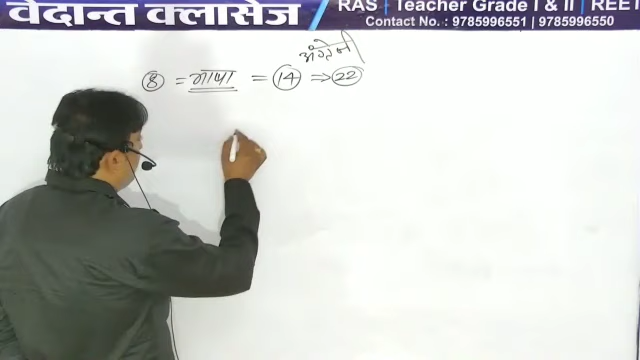 वेदान्त क्लासेज
RAS | Teacher Grade I & II | REET
Contact No. : 9785996551 | 9785996550
अंग्रेजी
8 = भाषा = 14 ⇒ 22